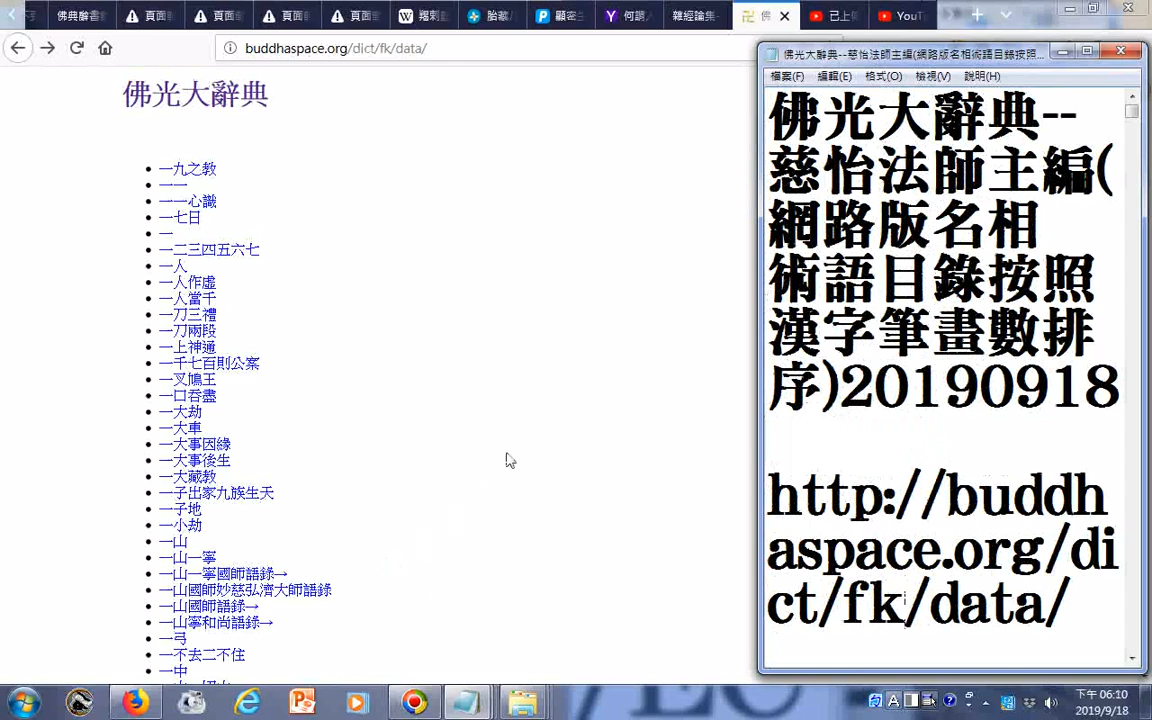 佛典辭書
頁面
頁面
頁面
頁面
胎藏/
顯密生
何謂
雜經論集-
佛
已上
YouT
buddhaspace.org/dict/fk/data/
佛光大辭典
一九之教
一一
一一心識
一七日
一
一二三四五六七
一人
一人作虛
一人當千
一刀三禮
一刀兩段
一上神通
一千七百則公案
一叉鳩王
一口吞盡
一大劫
一大車
一大事因緣
一大事後生
一大藏教
一子出家九族生天
一子地
一小劫
一山
一山一寧
一山一寧國師語錄→
一山國師妙慈弘濟大師語錄
一山國師語錄→
一山寧和尚語錄→
一弓
一不去二不住
一中
佛光大辭典--慈怡法師主編(網路版名相術語目錄按照...
檔案(F) 編輯(E) 格式(O) 檢視(V) 說明(H)
佛光大辭典--
慈怡法師主編(
網路版名相
術語目錄按照
漢字筆畫數排
序)20190918
http://buddh
aspace.org/di
ct/fk/data/
下午 06:10
2019/9/18